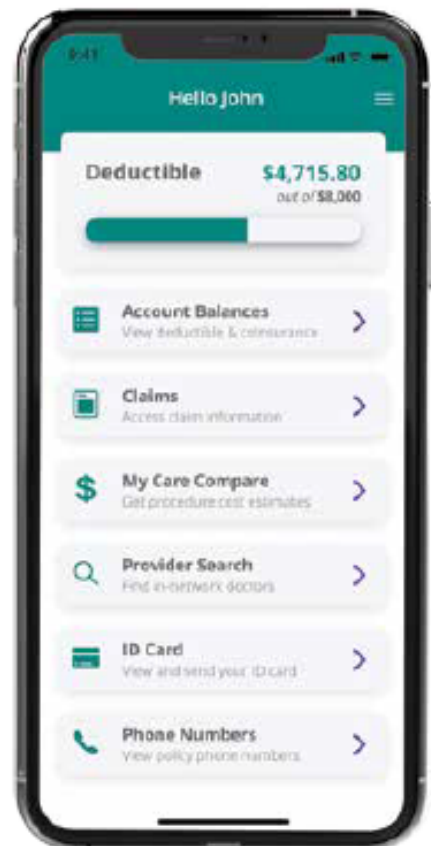 9:41
Hello John
Deductible
$4,715.80
out of $8,000
Account Balances
View deductible & coinsurance
Claims
Access claim information
My Care Compare
Get procedure cost estimates
Provider Search
Find in-network doctors
ID Card
View and send your ID card
Phone Numbers
View policy phone numbers